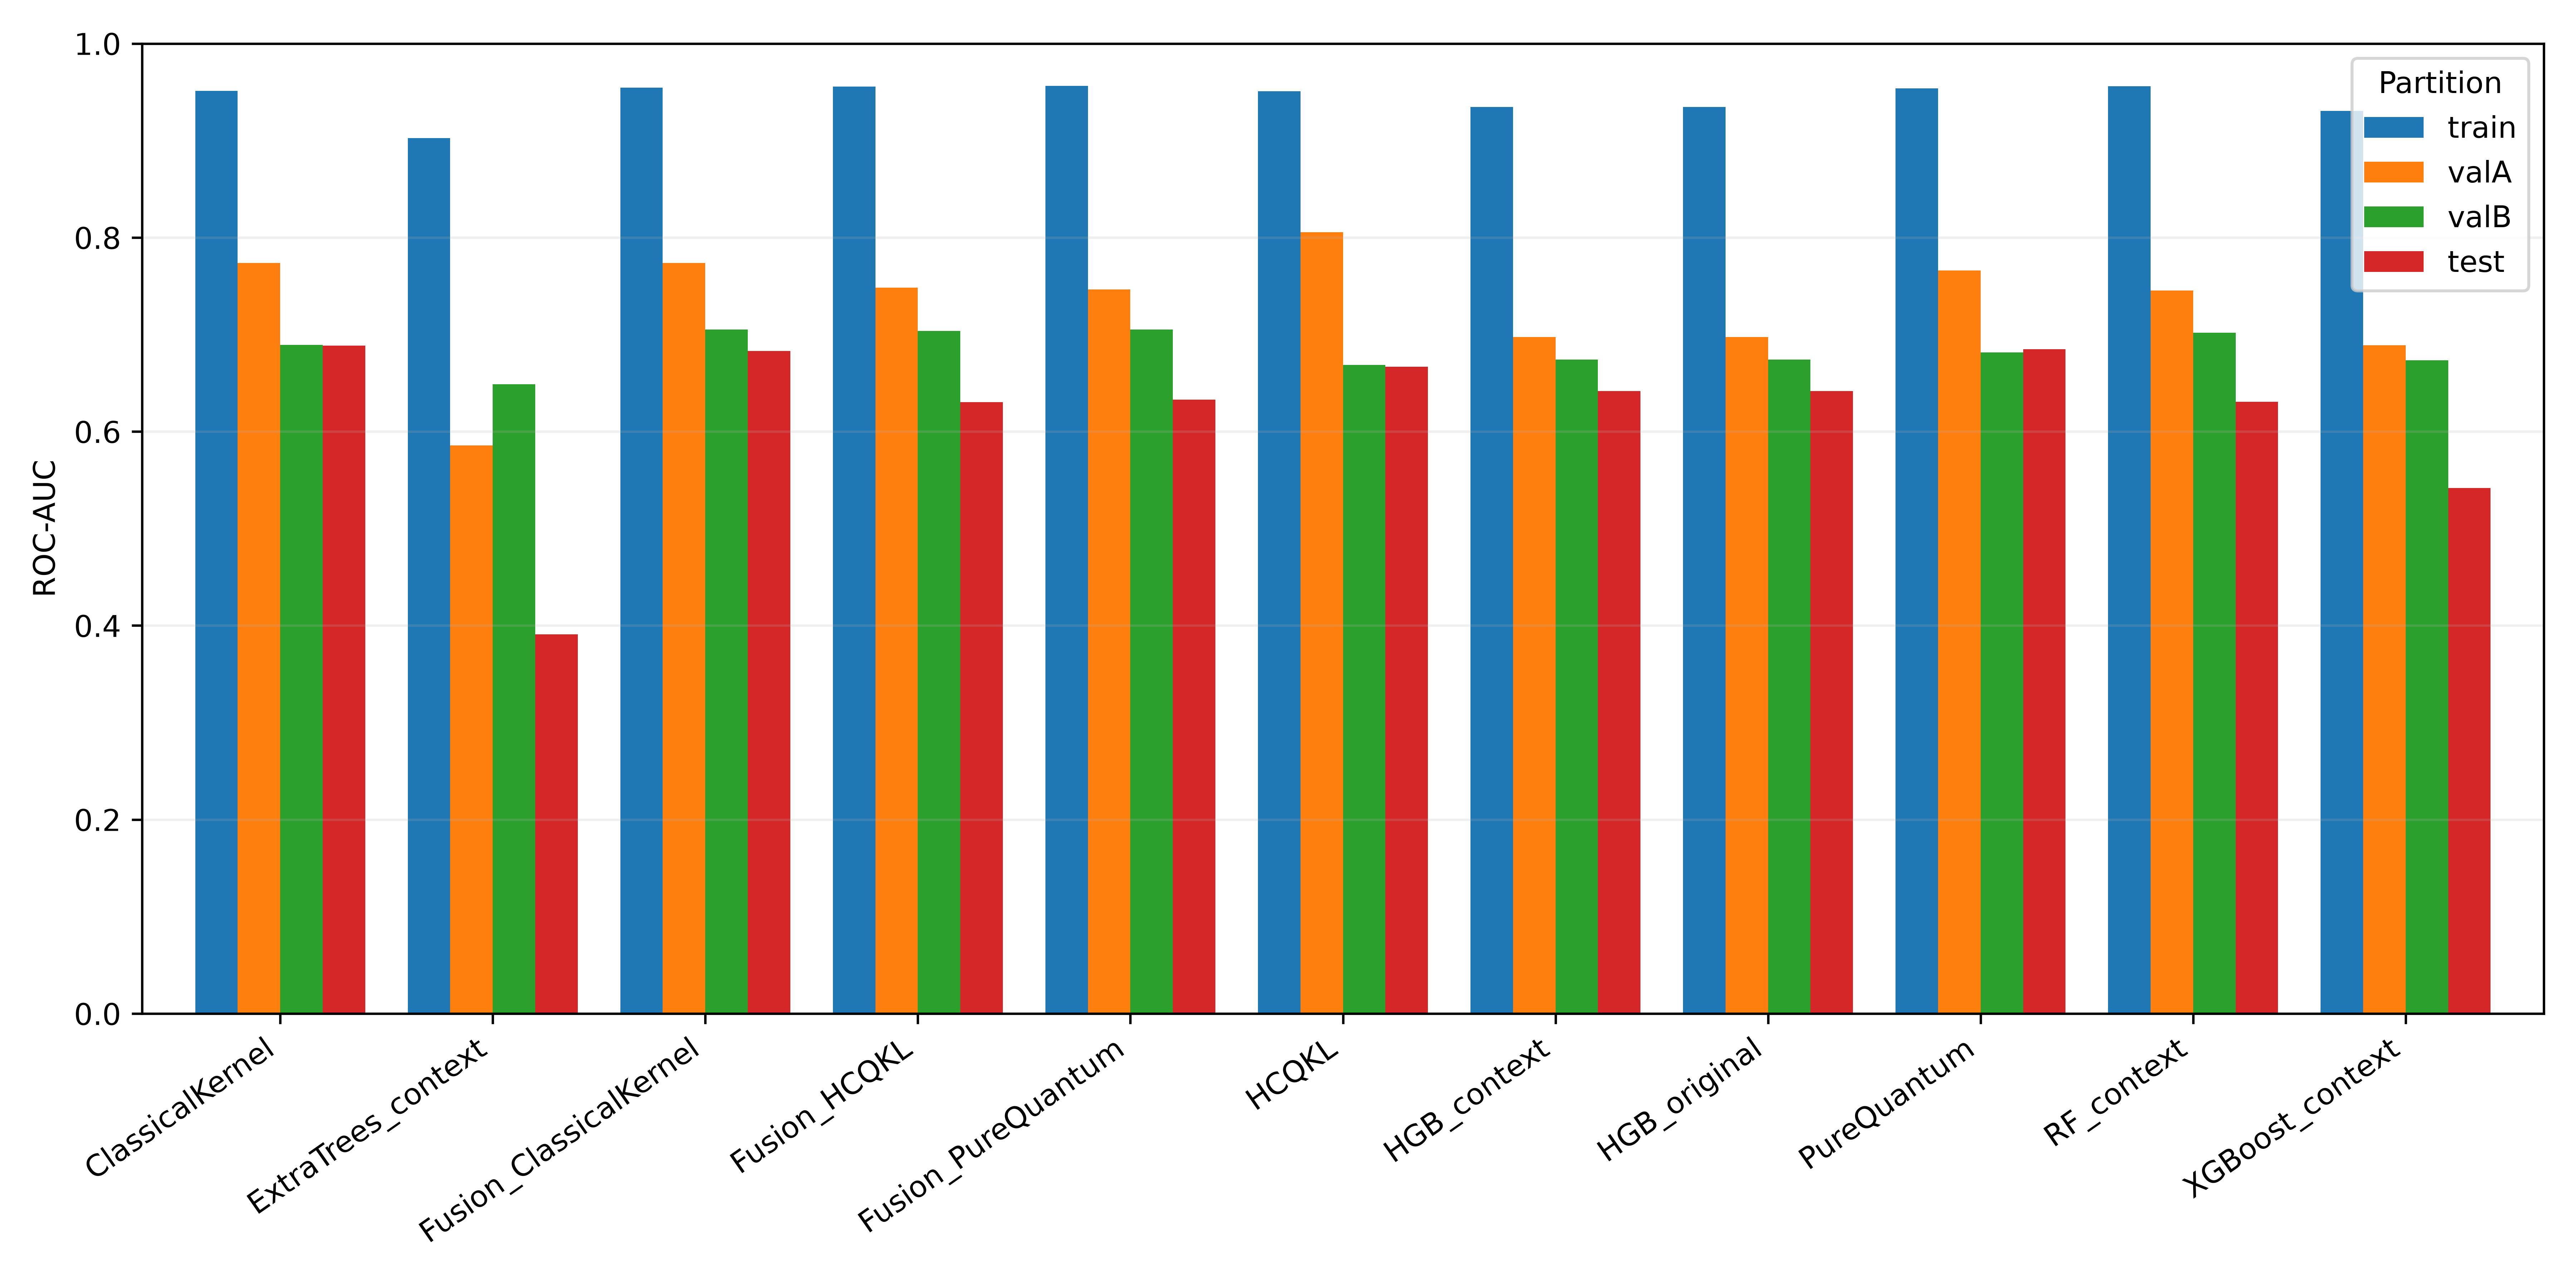 1.0
0.8
0.6
0.4
0.2
0.0
ROC-AUC
Partition
train
valA
valB
test
ClassicalKernel
ExtraTrees_context
Fusion_ClassicalKernel
Fusion_HCQKL
Fusion_PureQuantum
HCQKL
HGB_context
HGB_original
PureQuantum
RF_context
XGBoost_context